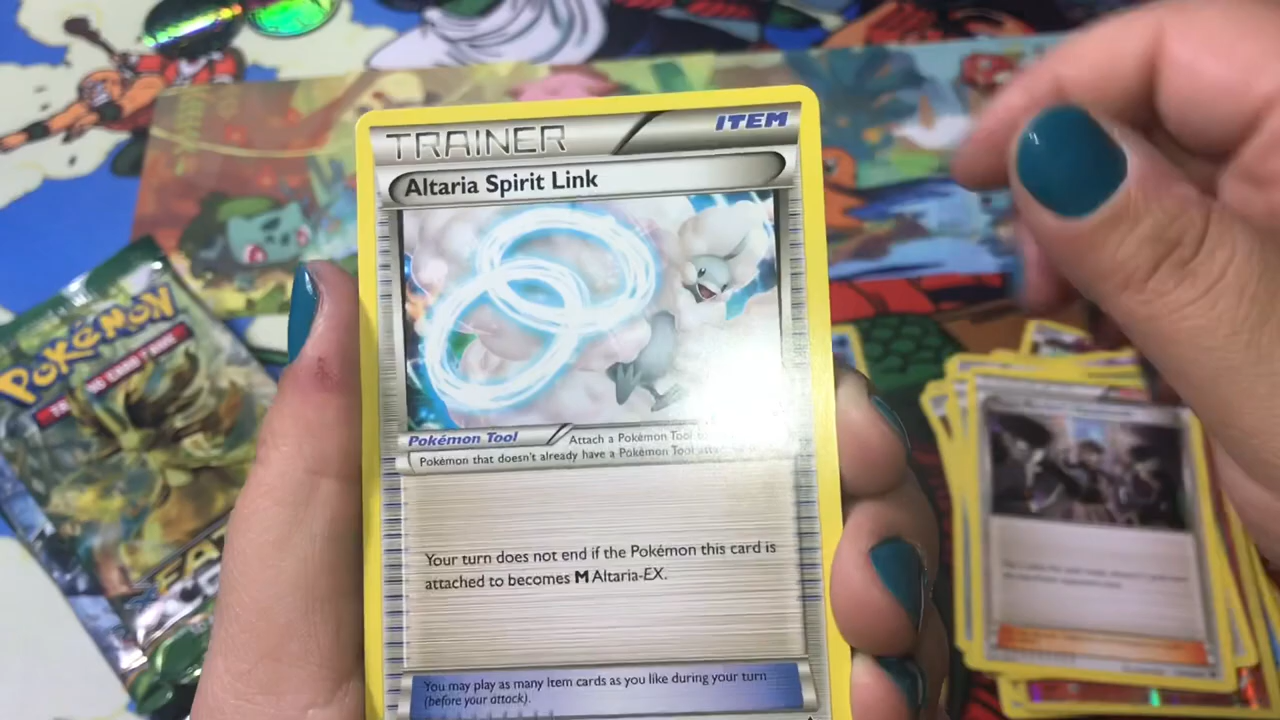 TRAINER
ITEM
Altaria Spirit Link
Pokémon Tool
Attach a Pokémon Tool to
Pokémon that doesn't already have a Pokémon Tool
Your turn does not end if the Pokémon this card is
attached to becomes M Altaria-EX.
You may play as many Item cards as you like during your turn
(before your attack).
POKéMON